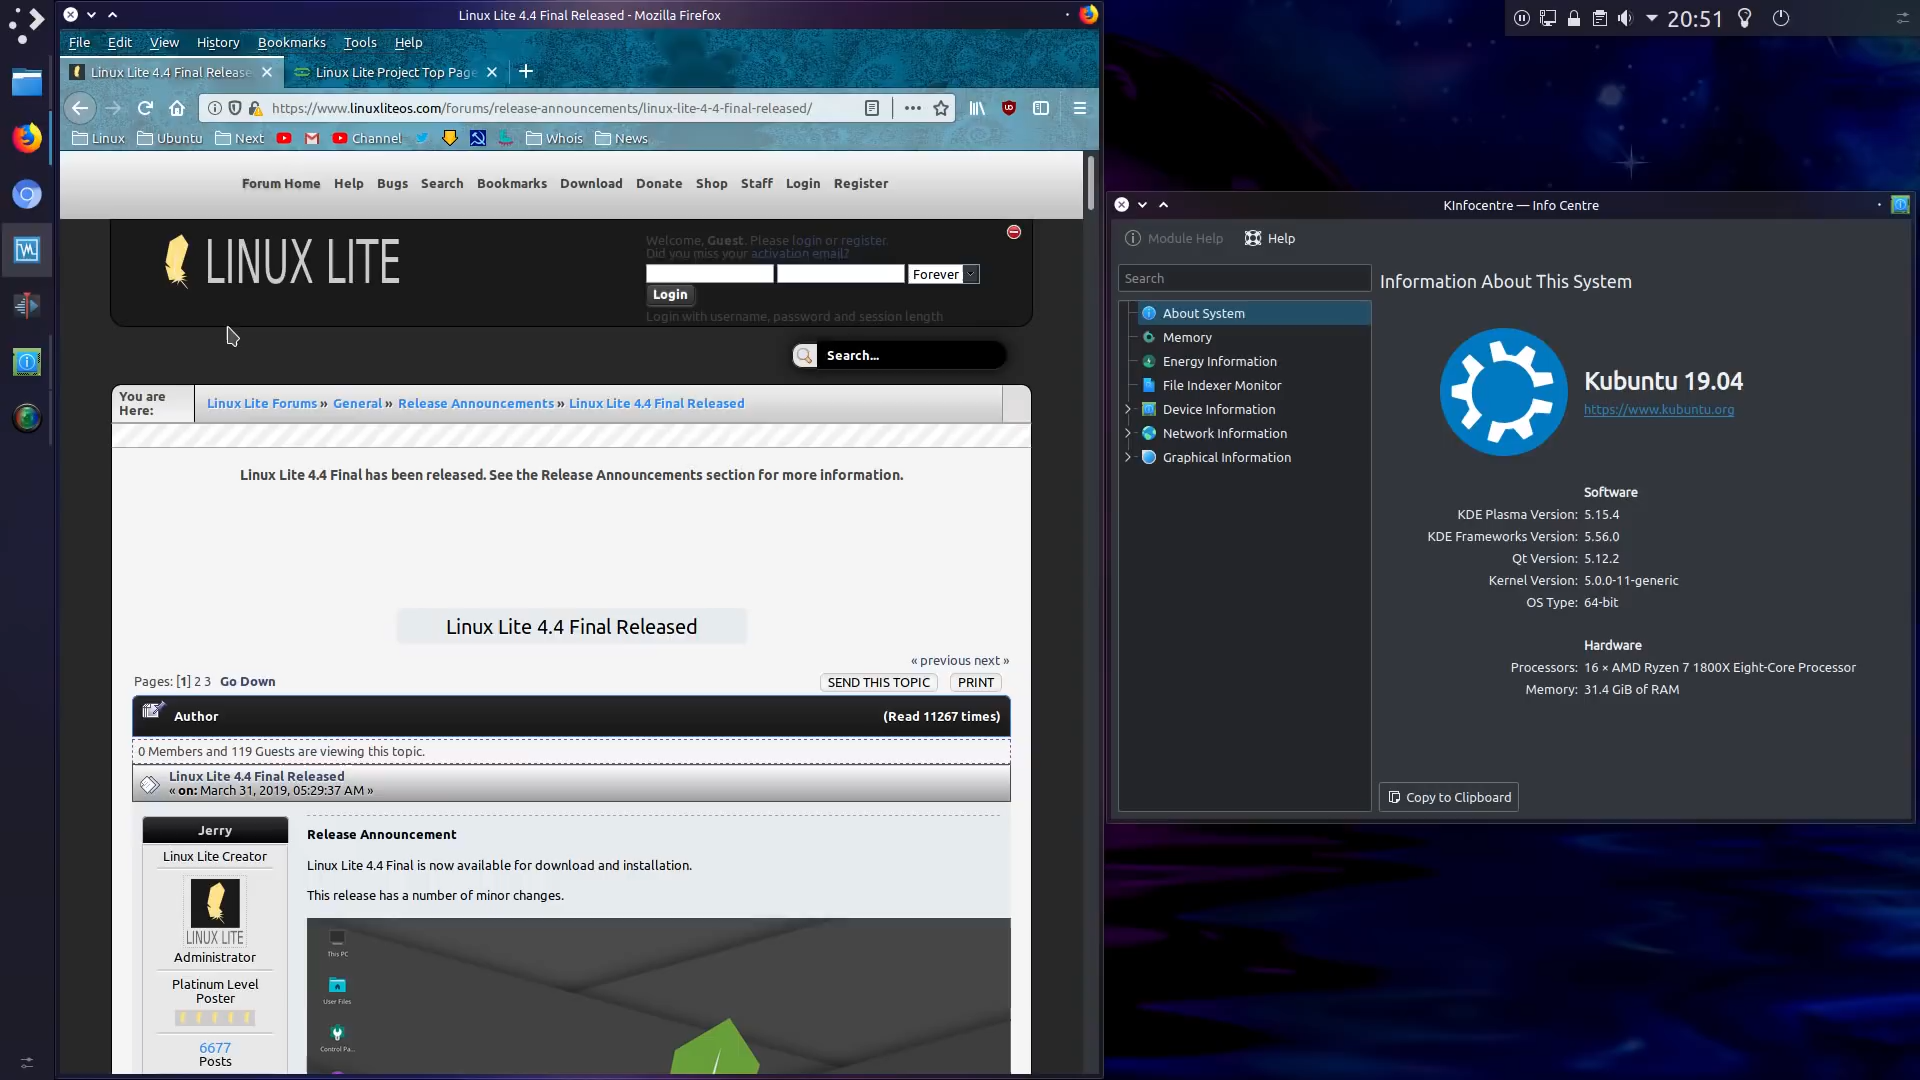 Linux Lite 4.4 Final Released - Mozilla Firefox
File Edit View History Bookmarks Tools Help
Linux Lite 4.4 Final Release
Linux Lite Project Top Page
https://www.linuxliteos.com/forums/release-announcements/linux-lite-4-4-final-released/
Linux Ubuntu Next Channel Whois News
Forum Home Help Bugs Search Bookmarks Download Donate Shop Staff Login Register
LINUX LITE
Welcome, Guest. Please login or register.
Did you miss your activation email?
Forever
Login
Login with username, password and session length
Search...
You are
Here:
Linux Lite Forums » General » Release Announcements » Linux Lite 4.4 Final Released
Linux Lite 4.4 Final has been released. See the Release Announcements section for more information.
Linux Lite 4.4 Final Released
« previous next »
Pages: [1] 2 3 Go Down
SEND THIS TOPIC PRINT
Author (Read 11267 times)
0 Members and 119 Guests are viewing this topic.
Linux Lite 4.4 Final Released
« on: March 31, 2019, 05:29:37 AM »
Jerry
Linux Lite Creator
LINUX LITE
Administrator
Platinum Level
Poster
6677
Posts
Release Announcement
Linux Lite 4.4 Final is now available for download and installation.
This release has a number of minor changes.
This PC
User Files
Control Pa...
20:51
KInfocentre — Info Centre
Module Help Help
Search
About System
Memory
Energy Information
File Indexer Monitor
Device Information
Network Information
Graphical Information
Information About This System
Kubuntu 19.04
https://www.kubuntu.org
Software
KDE Plasma Version: 5.15.4
KDE Frameworks Version: 5.56.0
Qt Version: 5.12.2
Kernel Version: 5.0.0-11-generic
OS Type: 64-bit
Hardware
Processors: 16 × AMD Ryzen 7 1800X Eight-Core Processor
Memory: 31.4 GiB of RAM
Copy to Clipboard